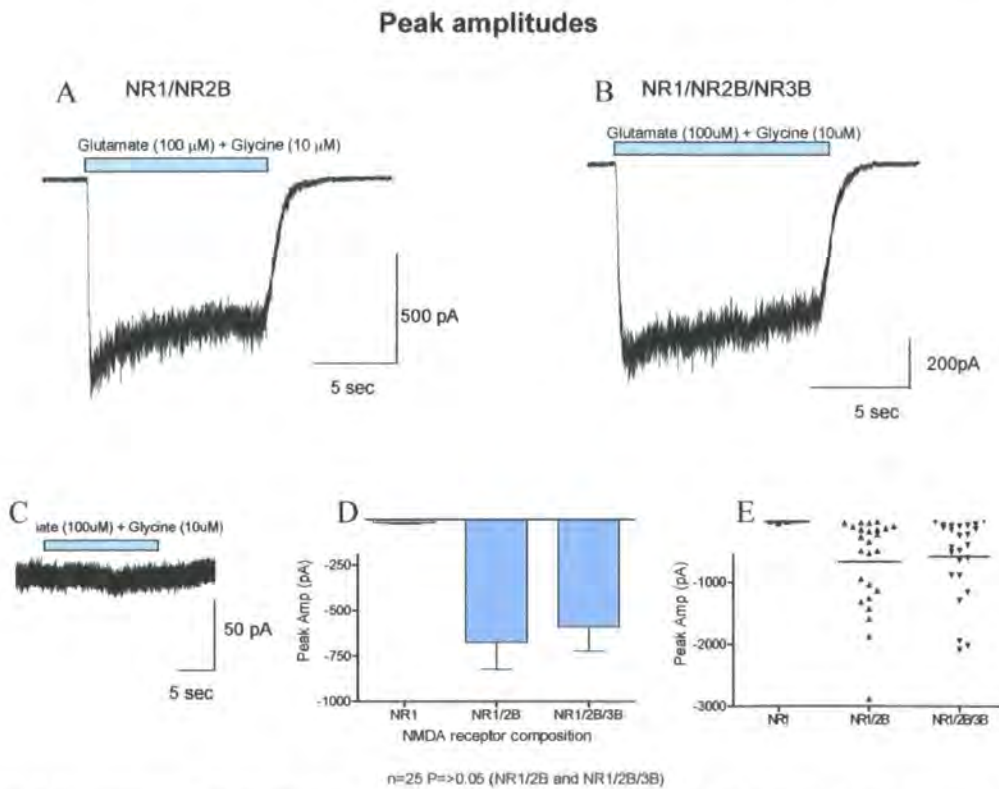 Peak amplitudes
A
NR1/NR2B
Glutamate (100 µM) + Glycine (10 µM)
500 pA
5 sec
B
NR1/NR2B/NR3B
Glutamate (100uM) + Glycine (10uM)
200pA
5 sec
C
ate (100uM) + Glycine (10uM)
50 pA
5 sec
D
Peak Amp (pA)
-250
-500
-750
-1000
NR1
NR1/2B
NR1/2B/3B
NMDA receptor composition
E
Peak Amp (pA)
-1000
-2000
-3000
NR1
NR1/2B
NR1/2B/3B
n=25 P=>0.05 (NR1/2B and NR1/2B/3B)